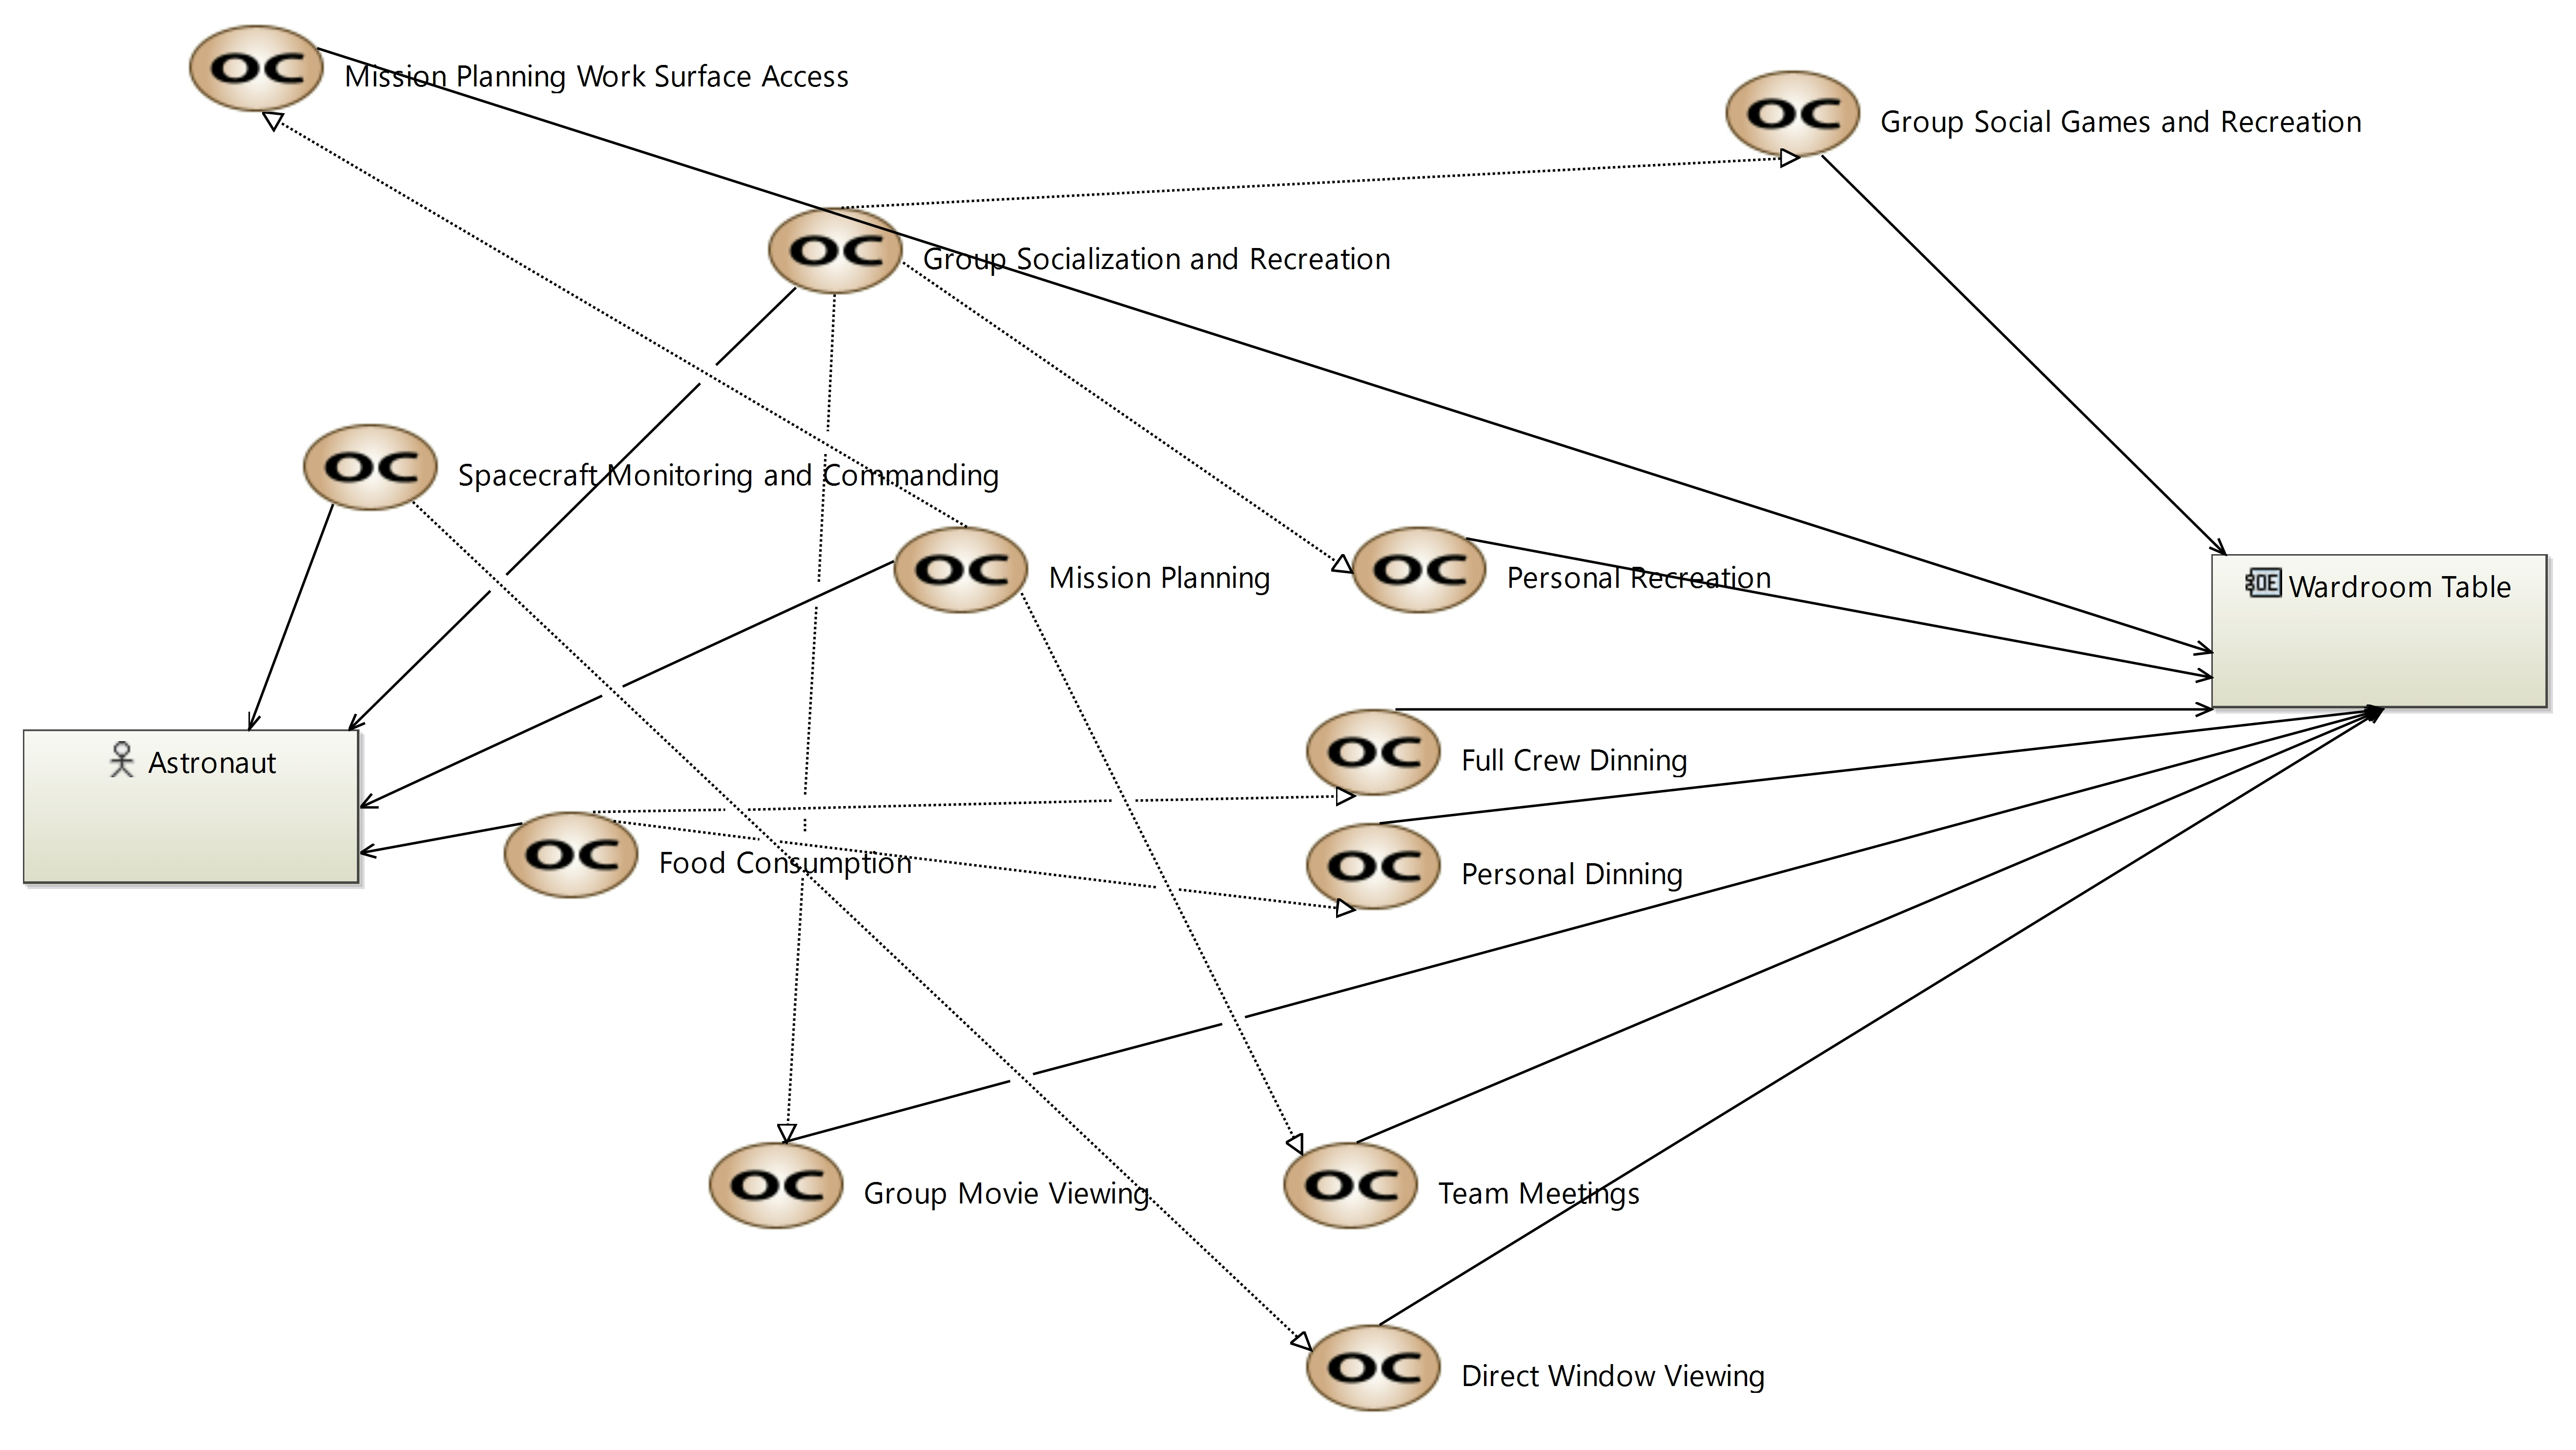 OC Mission Planning Work Surface Access
OC Group Social Games and Recreation
OC Group Socialization and Recreation
OC Spacecraft Monitoring and Commanding
OC Mission Planning
OC Personal Recreation
OE Wardroom Table
Astronaut
OC Full Crew Dinning
OC Food Consumption
OC Personal Dinning
OC Group Movie Viewing
OC Team Meetings
OC Direct Window Viewing